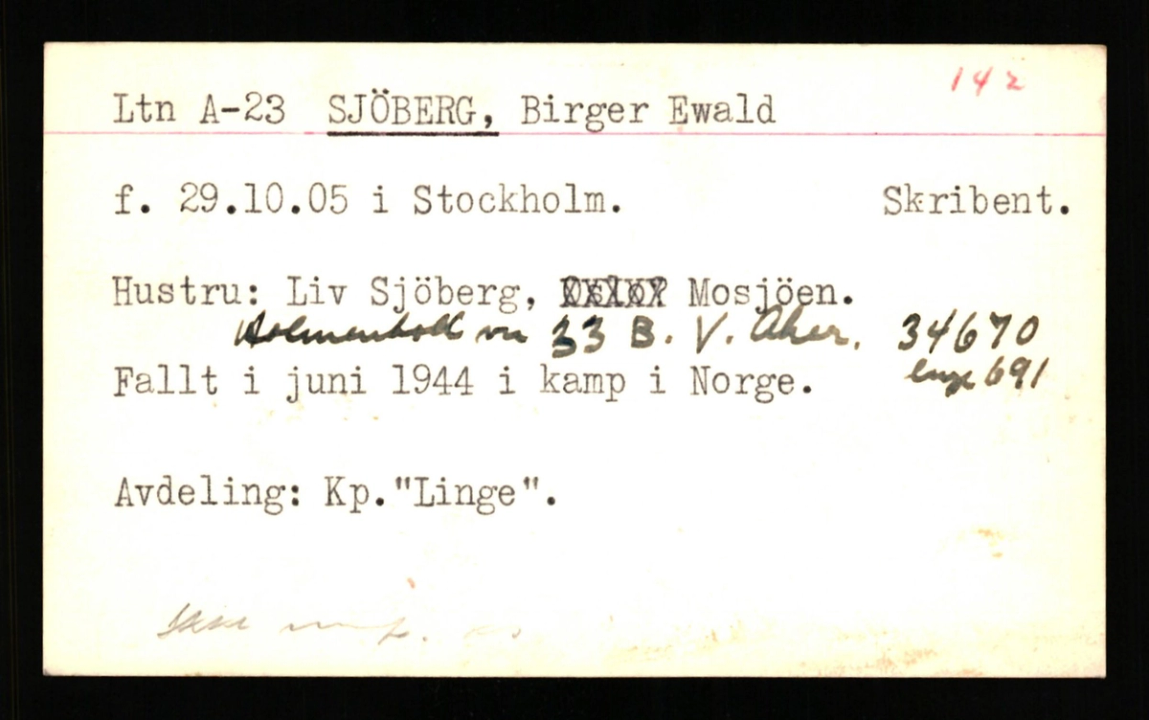 142
Ltn A-23 SJÖBERG, Birger Ewald
f. 29.10.05 i Stockholm. Skribent.
Hustru: Liv Sjöberg, Mosjöen.
33 B. V. Aker. 34670
Fallt i juni 1944 i kamp i Norge. 691
Avdeling: Kp."Linge".